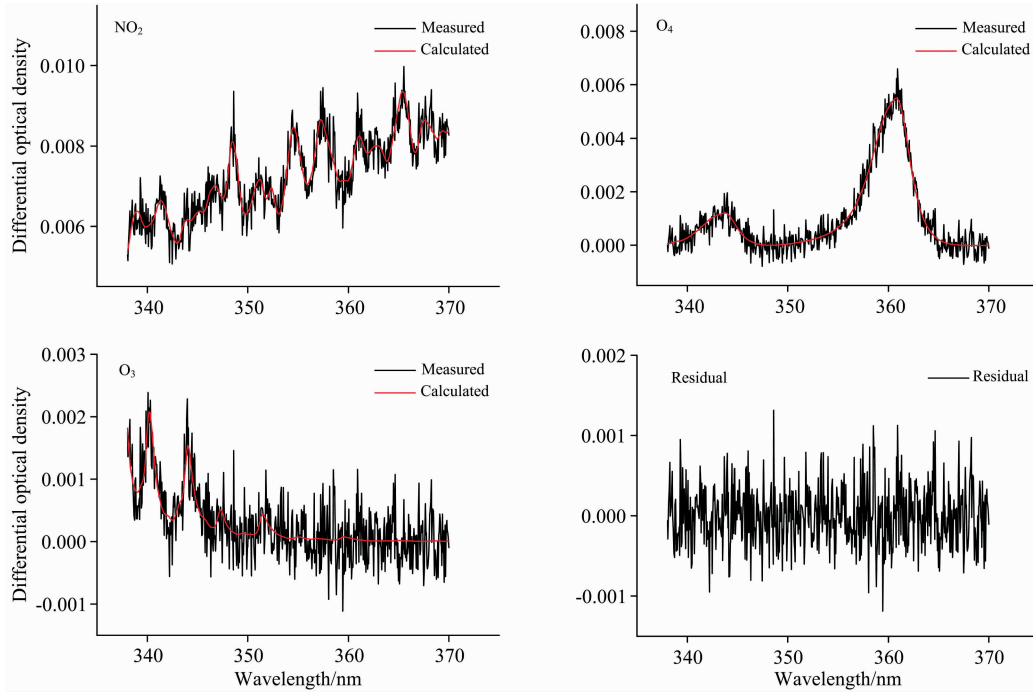 NO₂
Measured
Calculated
Differential optical density
0.010
0.008
0.006
340
350
360
370
O₄
Measured
Calculated
0.008
0.006
0.004
0.002
0.000
340
350
360
370
O₃
Measured
Calculated
Differential optical density
0.003
0.002
0.001
0.000
-0.001
340
350
360
370
Wavelength/nm
Residual
Residual
0.002
0.001
0.000
-0.001
340
350
360
370
Wavelength/nm